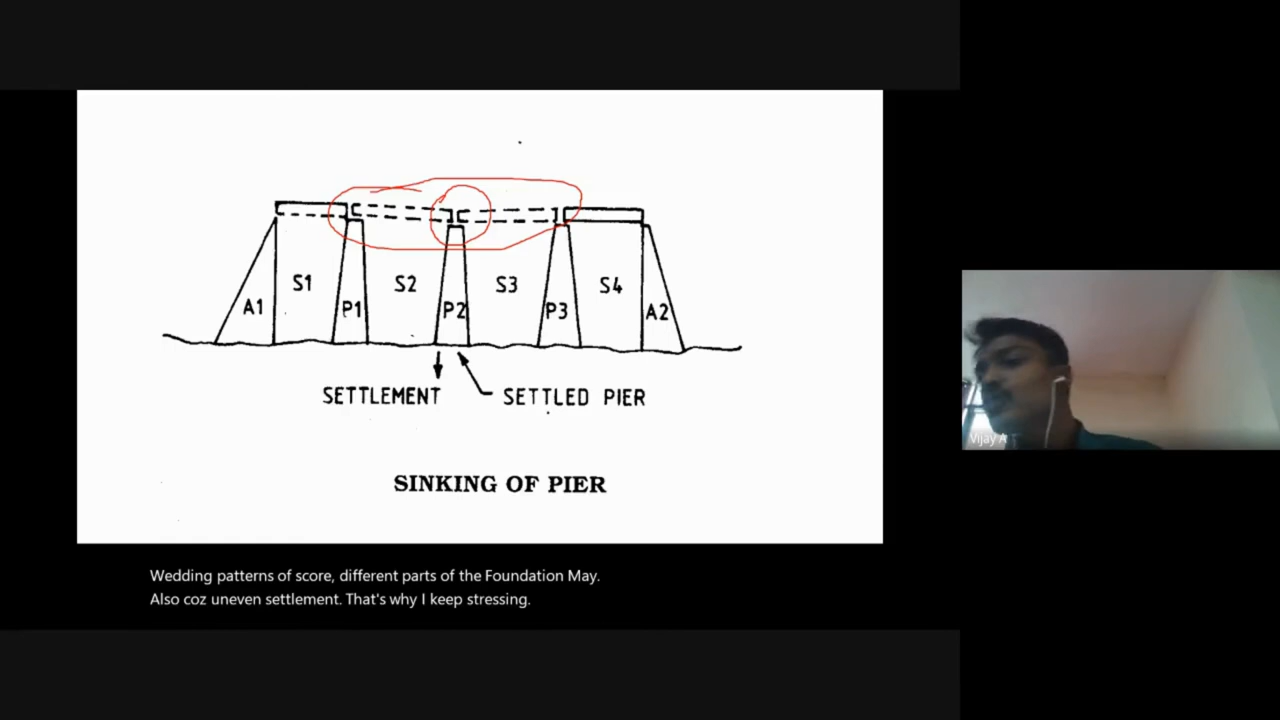 S1
S2
S3
S4
A1
P1
P2
P3
A2
SETTLEMENT
SETTLED PIER
SINKING OF PIER
Wedding patterns of score, different parts of the Foundation May.
Also coz uneven settlement. That's why I keep stressing.
Vijay A